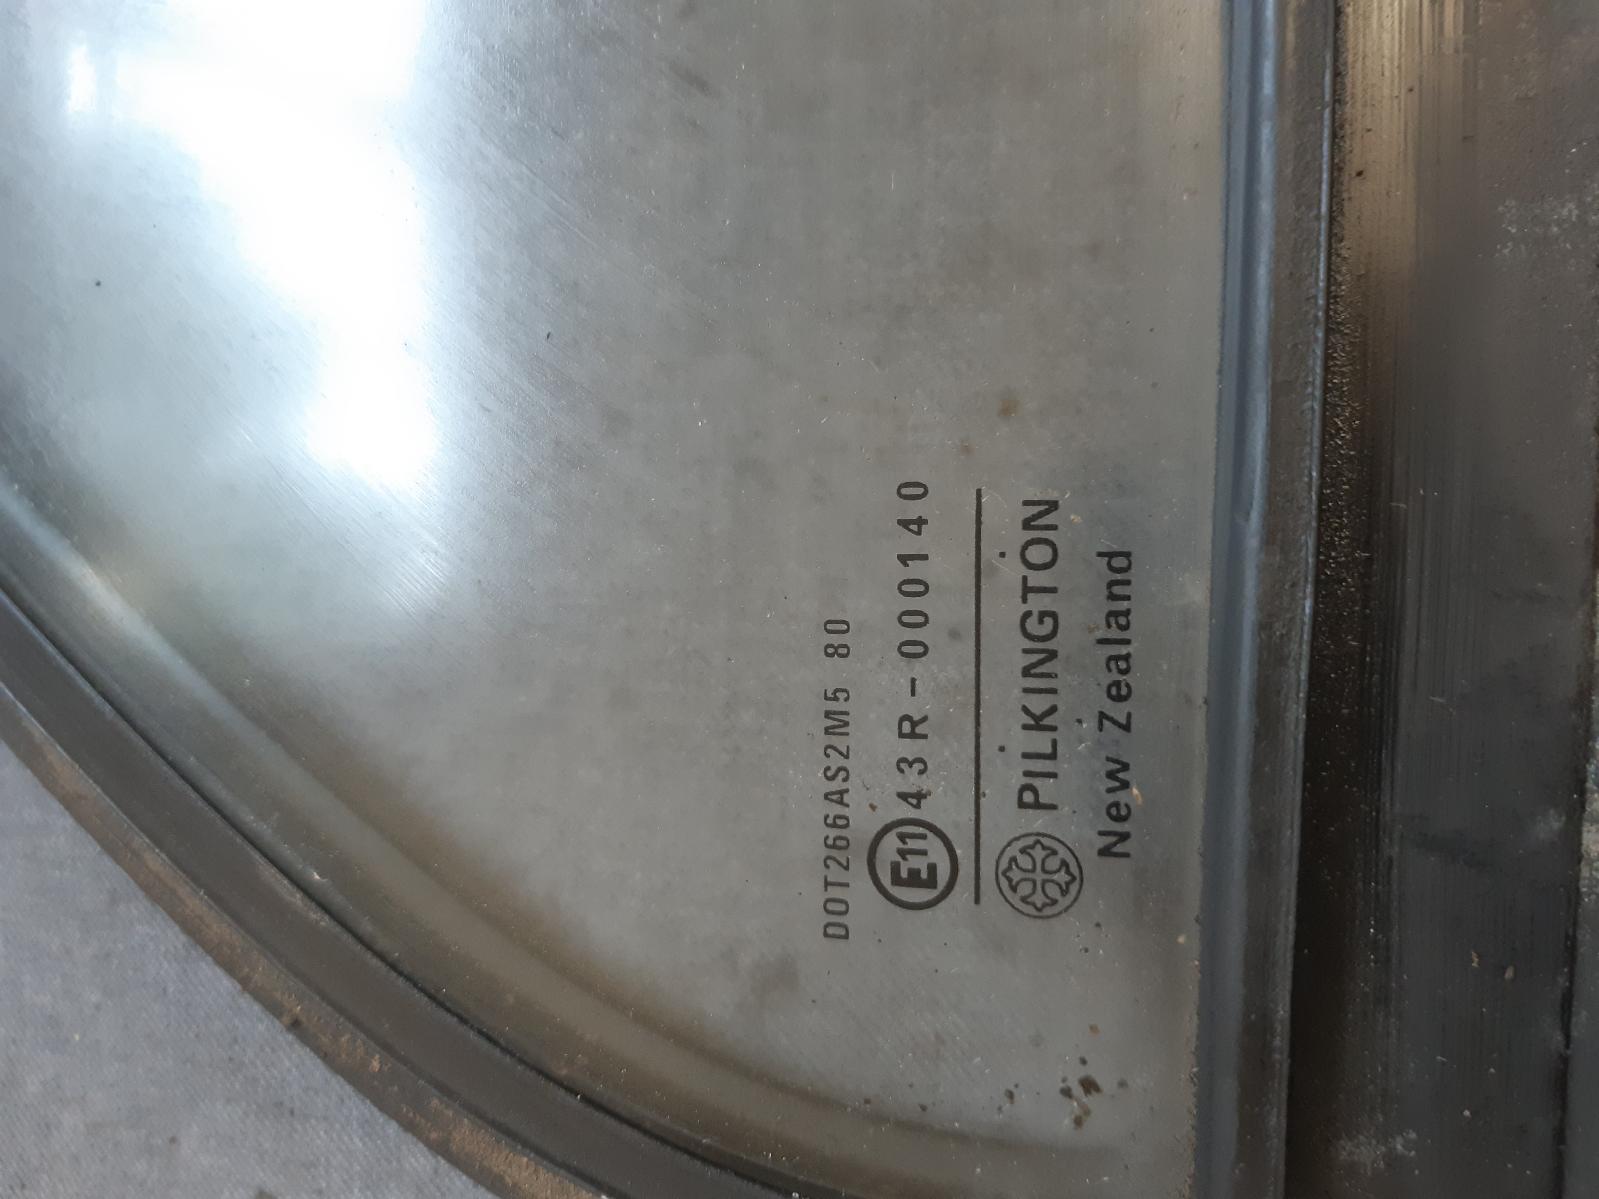 DOT266AS2M5 80
E11 43R-000140
PILKINGTON
New Zealand